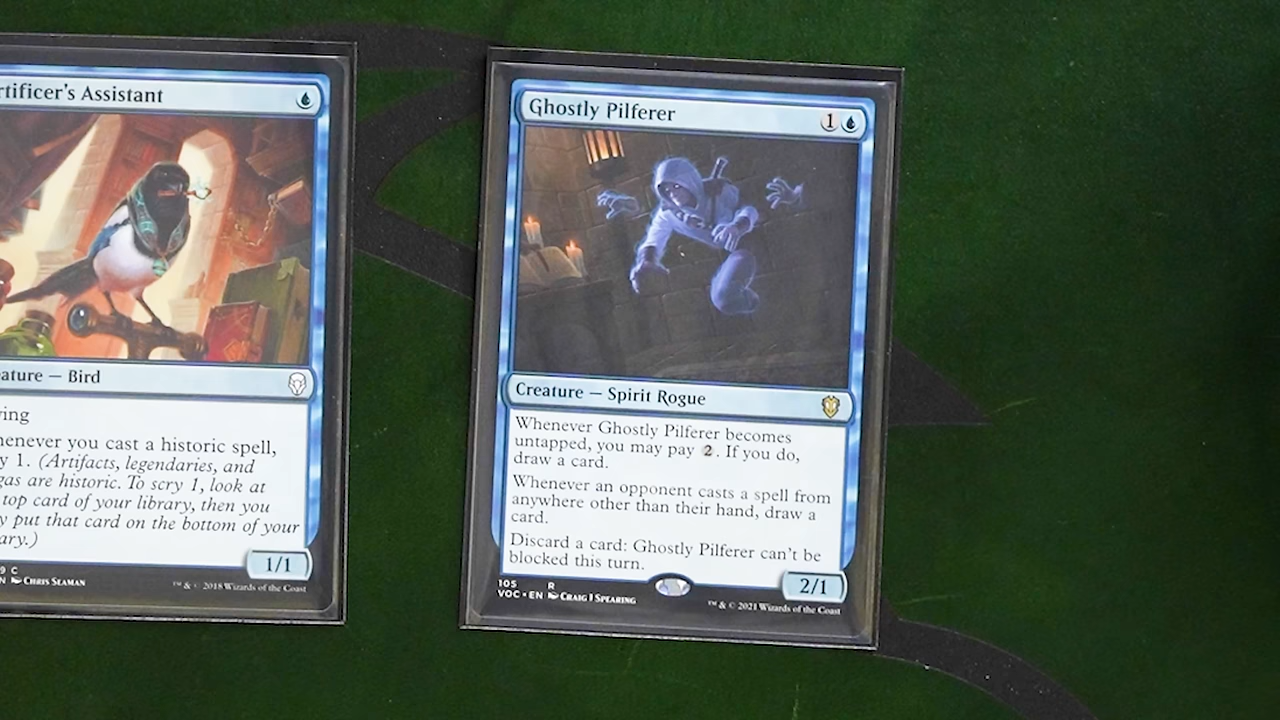 rtificer's Assistant
eature — Bird
ying
henever you cast a historic spell,
y 1. (Artifacts, legendaries, and
gas are historic. To scry 1, look at
top card of your library, then you
y put that card on the bottom of your
ary.)
1/1
9 C
N Chris Seaman
™ & © 2018 Wizards of the Coast
Ghostly Pilferer
1
Creature — Spirit Rogue
Whenever Ghostly Pilferer becomes
untapped, you may pay 2. If you do,
draw a card.
Whenever an opponent casts a spell from
anywhere other than their hand, draw a
card.
Discard a card: Ghostly Pilferer can't be
blocked this turn.
2/1
105 R
VOC • EN Craig J Spearing
™ & © 2021 Wizards of the Coast